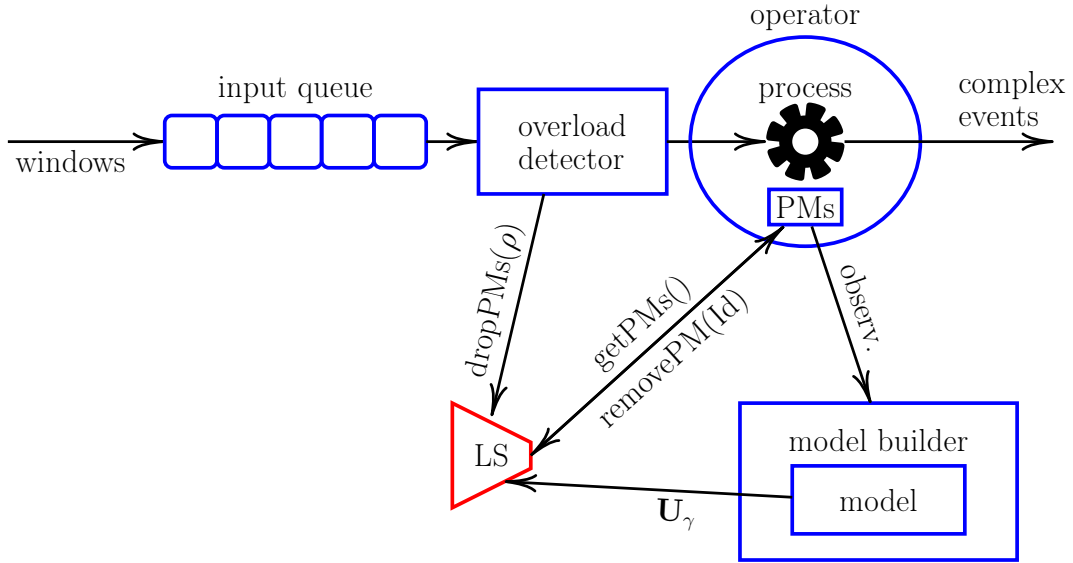 operator
input queue
process
complex
events
overload
detector
windows
PMs
dropPMs(ρ)
getPMs()
removePM(Id)
observ.
model builder
LS
model
U_γ